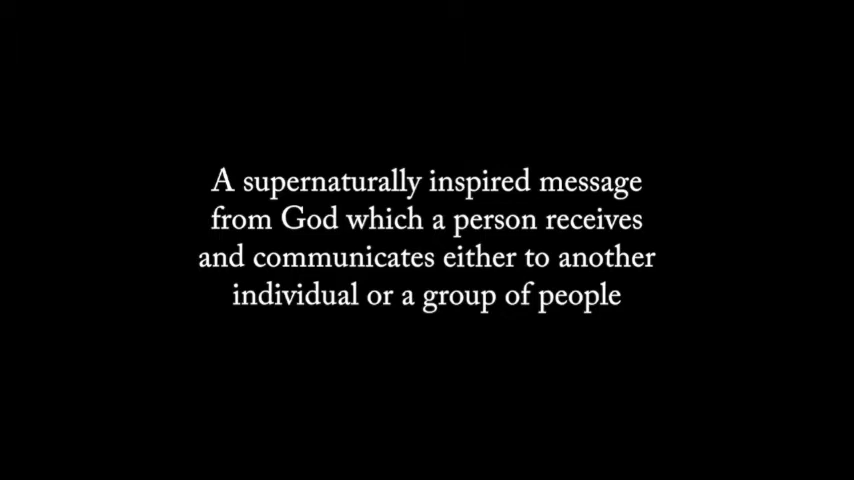 A supernaturally inspired message
from God which a person receives
and communicates either to another
individual or a group of people